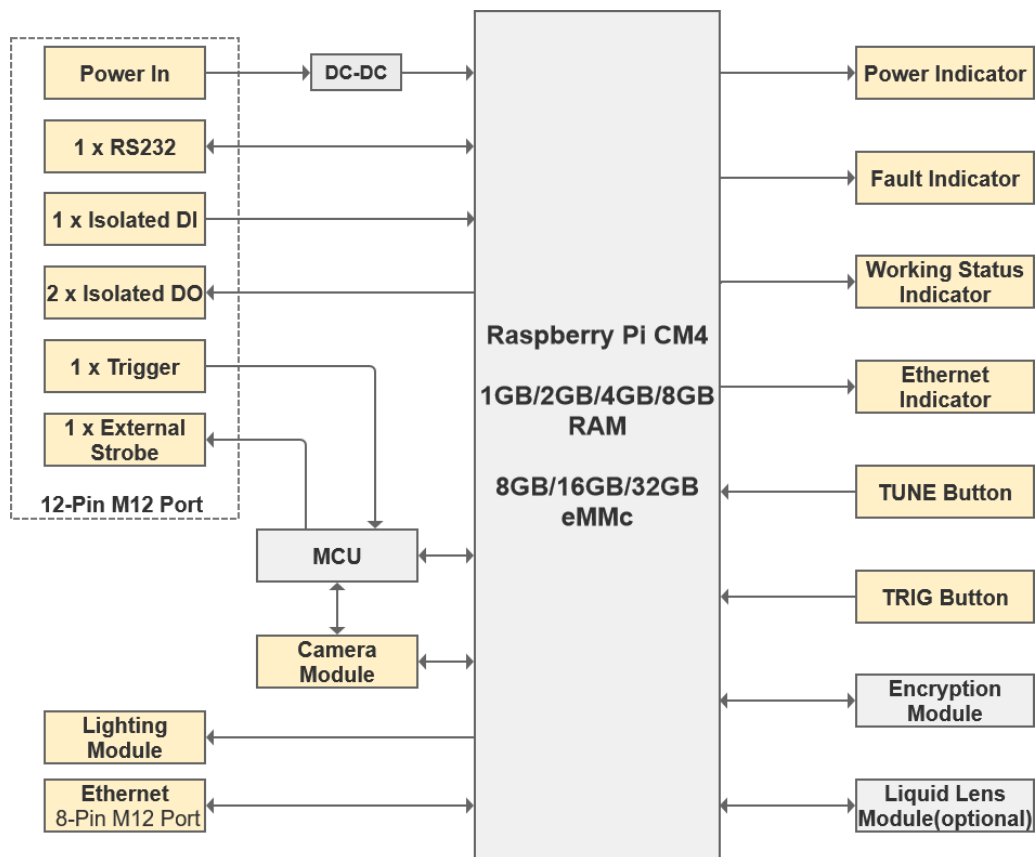 Power In
DC-DC
1 x RS232
1 x Isolated DI
2 x Isolated DO
1 x Trigger
1 x External
Strobe
12-Pin M12 Port
MCU
Camera
Module
Lighting
Module
Ethernet
8-Pin M12 Port
Raspberry Pi CM4
1GB/2GB/4GB/8GB
RAM
8GB/16GB/32GB
eMMc
Power Indicator
Fault Indicator
Working Status
Indicator
Ethernet
Indicator
TUNE Button
TRIG Button
Encryption
Module
Liquid Lens
Module(optional)